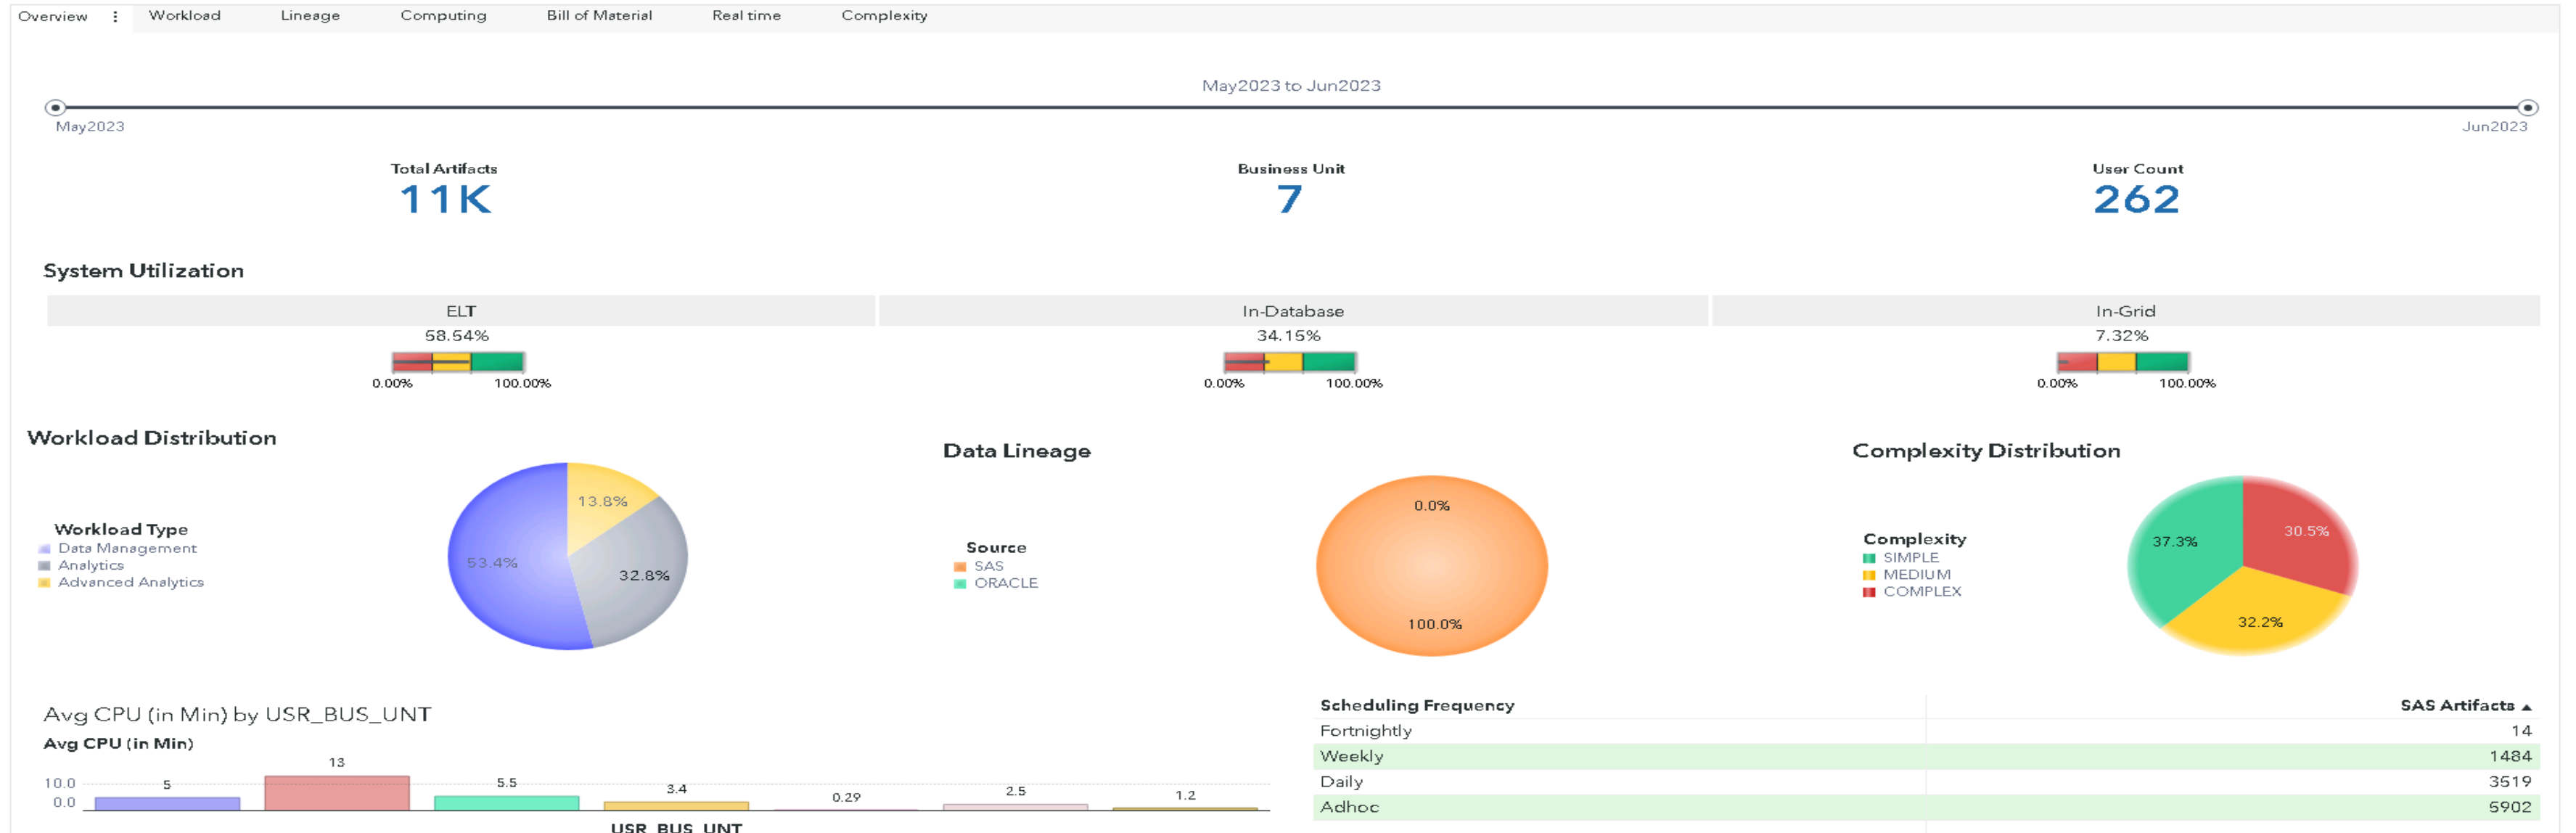 Overview ⋮ Workload Lineage Computing Bill of Material Real time Complexity
May2023 to Jun2023
May2023 Jun2023
Total Artifacts Business Unit User Count
11K 7 262
System Utilization
ELT In-Database In-Grid
58.54% 34.15% 7.32%
0.00% 100.00% 0.00% 100.00% 0.00% 100.00%
Workload Distribution
Workload Type
Data Management
Analytics
Advanced Analytics
13.8%
53.4%
32.8%
Data Lineage
Source
SAS
ORACLE
0.0%
100.0%
Complexity Distribution
Complexity
SIMPLE
MEDIUM
COMPLEX
30.5%
37.3%
32.2%
Avg CPU (in Min) by USR_BUS_UNT
Avg CPU (in Min)
10.0
0.0
5 13 5.5 3.4 0.29 2.5 1.2
USR_BUS_UNT
Scheduling Frequency SAS Artifacts ▲
Fortnightly 14
Weekly 1484
Daily 3519
Adhoc 5902